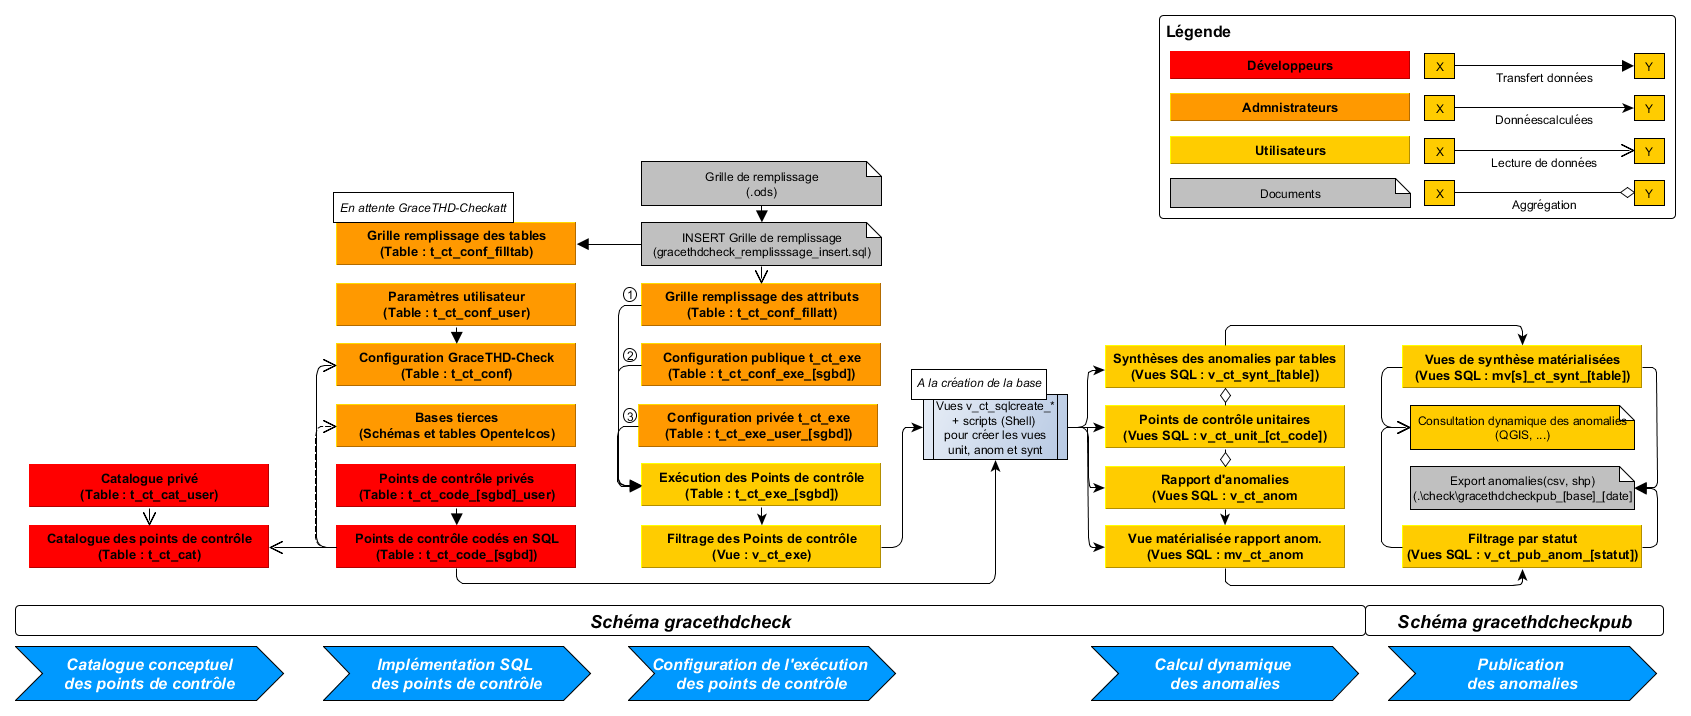 Légende
Développeurs
X
Y
Transfert données
Admnistrateurs
X
Y
Donnéescalculées
Utilisateurs
X
Y
Lecture de données
Documents
X
Y
Aggrégation
Grille de remplissage
(.ods)
En attente GraceTHD-Checkatt
Grille remplissage des tables
(Table : t_ct_conf_filltab)
INSERT Grille de remplissage
(gracethdcheck_remplisssage_insert.sql)
Paramètres utilisateur
(Table : t_ct_conf_user)
1
Grille remplissage des attributs
(Table : t_ct_conf_fillatt)
Configuration GraceTHD-Check
(Table : t_ct_conf)
2
Configuration publique t_ct_exe
(Table : t_ct_conf_exe_[sgbd])
Bases tierces
(Schémas et tables Opentelcos)
3
Configuration privée t_ct_exe
(Table : t_ct_exe_user_[sgbd])
Catalogue privé
(Table : t_ct_cat_user)
Points de contrôle privés
(Table : t_ct_code_[sgbd]_user)
Exécution des Points de contrôle
(Table : t_ct_exe_[sgbd])
Catalogue des points de contrôle
(Table : t_ct_cat)
Points de contrôle codés en SQL
(Table : t_ct_code_[sgbd])
Filtrage des Points de contrôle
(Vue : v_ct_exe)
A la création de la base
Vues v_ct_sqlcreate_*
+ scripts (Shell)
pour créer les vues
unit, anom et synt
Synthèses des anomalies par tables
(Vues SQL : v_ct_synt_[table])
Points de contrôle unitaires
(Vues SQL : v_ct_unit_[ct_code])
Rapport d'anomalies
(Vues SQL : v_ct_anom
Vue matérialisée rapport anom.
(Vues SQL : mv_ct_anom
Vues de synthèse matérialisées
(Vues SQL : mv[s]_ct_synt_[table])
Consultation dynamique des anomalies
(QGIS, ...)
Export anomalies(csv, shp)
(.\check\gracethdcheckpub_[base]_[date]
Filtrage par statut
(Vues SQL : v_ct_pub_anom_[statut])
Schéma gracethdcheck
Schéma gracethdcheckpub
Catalogue conceptuel
des points de contrôle
Implémentation SQL
des points de contrôle
Configuration de l'exécution
des points de contrôle
Calcul dynamique
des anomalies
Publication
des anomalies